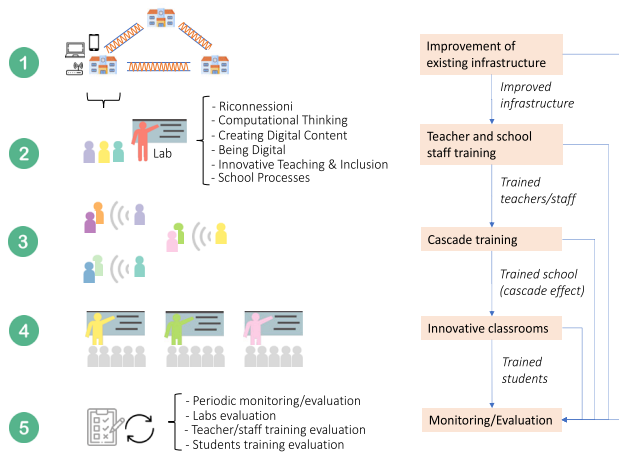 1
Improvement of
existing infrastructure
Improved
infrastructure
2
Lab
- Riconnessioni
- Computational Thinking
- Creating Digital Content
- Being Digital
- Innovative Teaching & Inclusion
- School Processes
Teacher and school
staff training
Trained
teachers/staff
3
Cascade training
Trained school
(cascade effect)
4
Innovative classrooms
Trained
students
5
- Periodic monitoring/evaluation
- Labs evaluation
- Teacher/staff training evaluation
- Students training evaluation
Monitoring/Evaluation